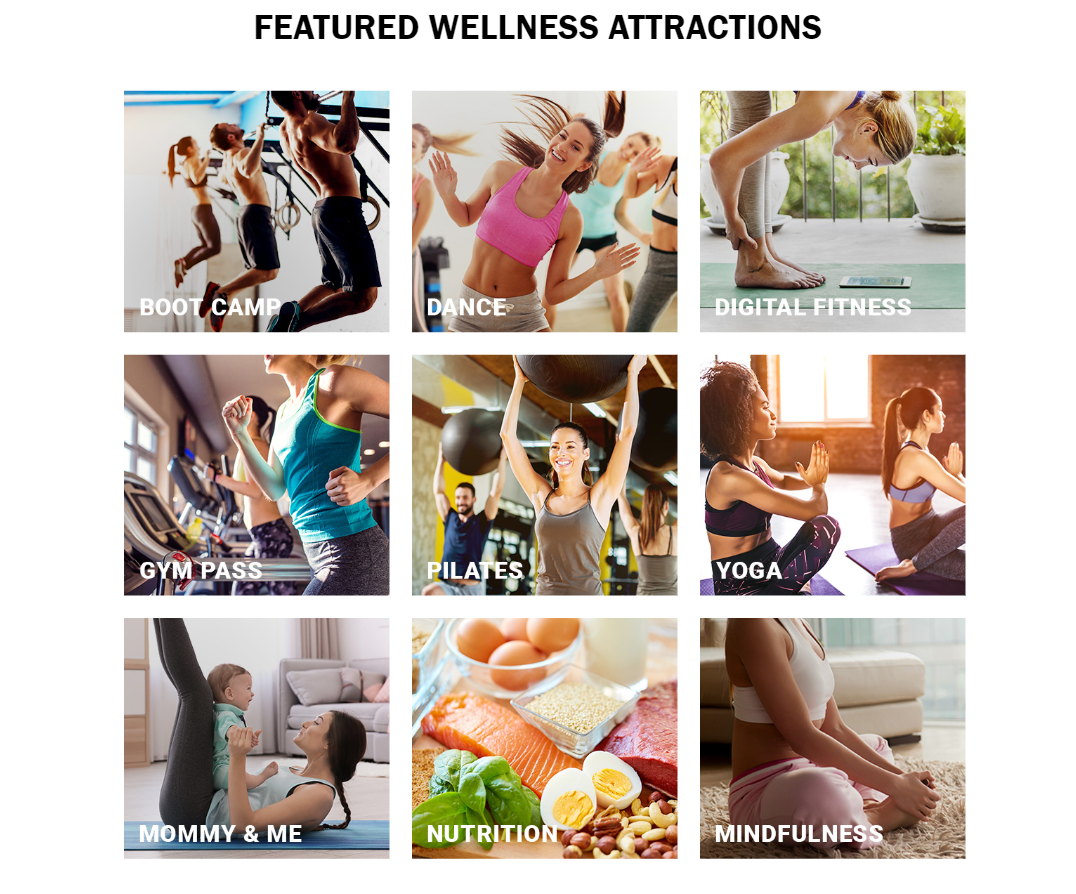 FEATURED WELLNESS ATTRACTIONS
BOOT CAMP
DANCE
DIGITAL FITNESS
GYM PASS
PILATES
YOGA
MOMMY & ME
NUTRITION
MINDFULNESS